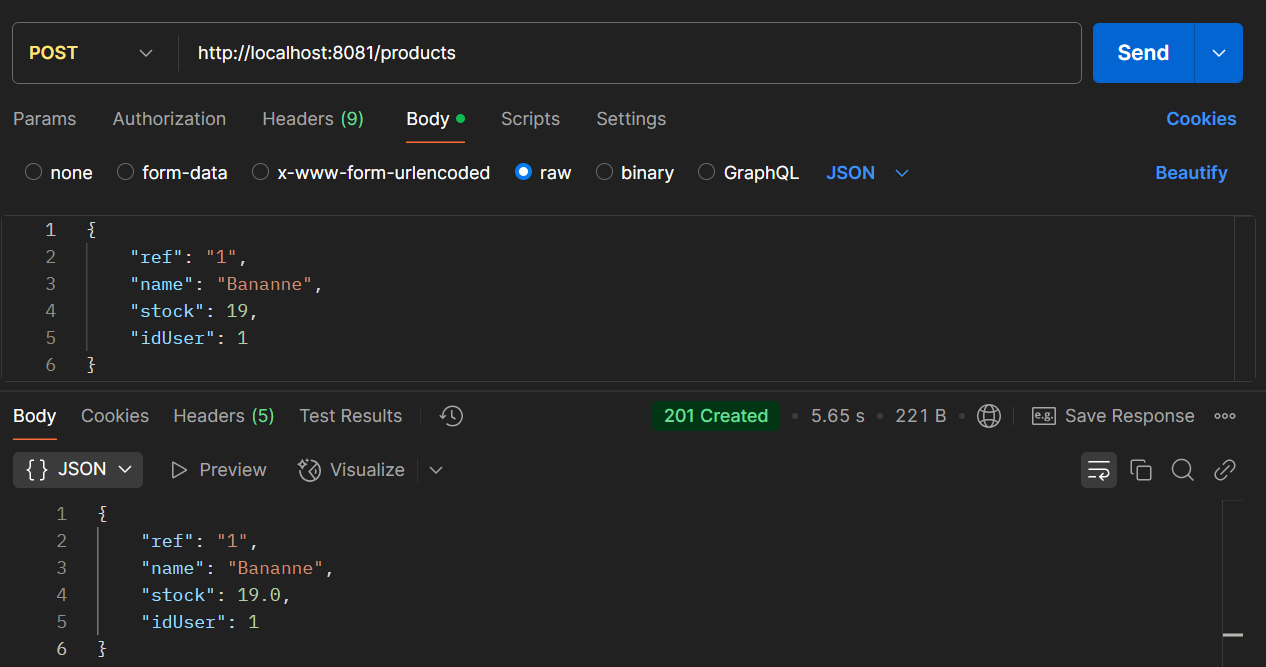 POST http://localhost:8081/products Send
Params Authorization Headers (9) Body Scripts Settings Cookies
none form-data x-www-form-urlencoded raw binary GraphQL JSON Beautify
1 {
2 "ref": "1",
3 "name": "Bananne",
4 "stock": 19,
5 "idUser": 1
6 }
Body Cookies Headers (5) Test Results 201 Created • 5.65 s • 221 B • e.g. Save Response
{} JSON Preview Visualize
1 {
2 "ref": "1",
3 "name": "Bananne",
4 "stock": 19.0,
5 "idUser": 1
6 }